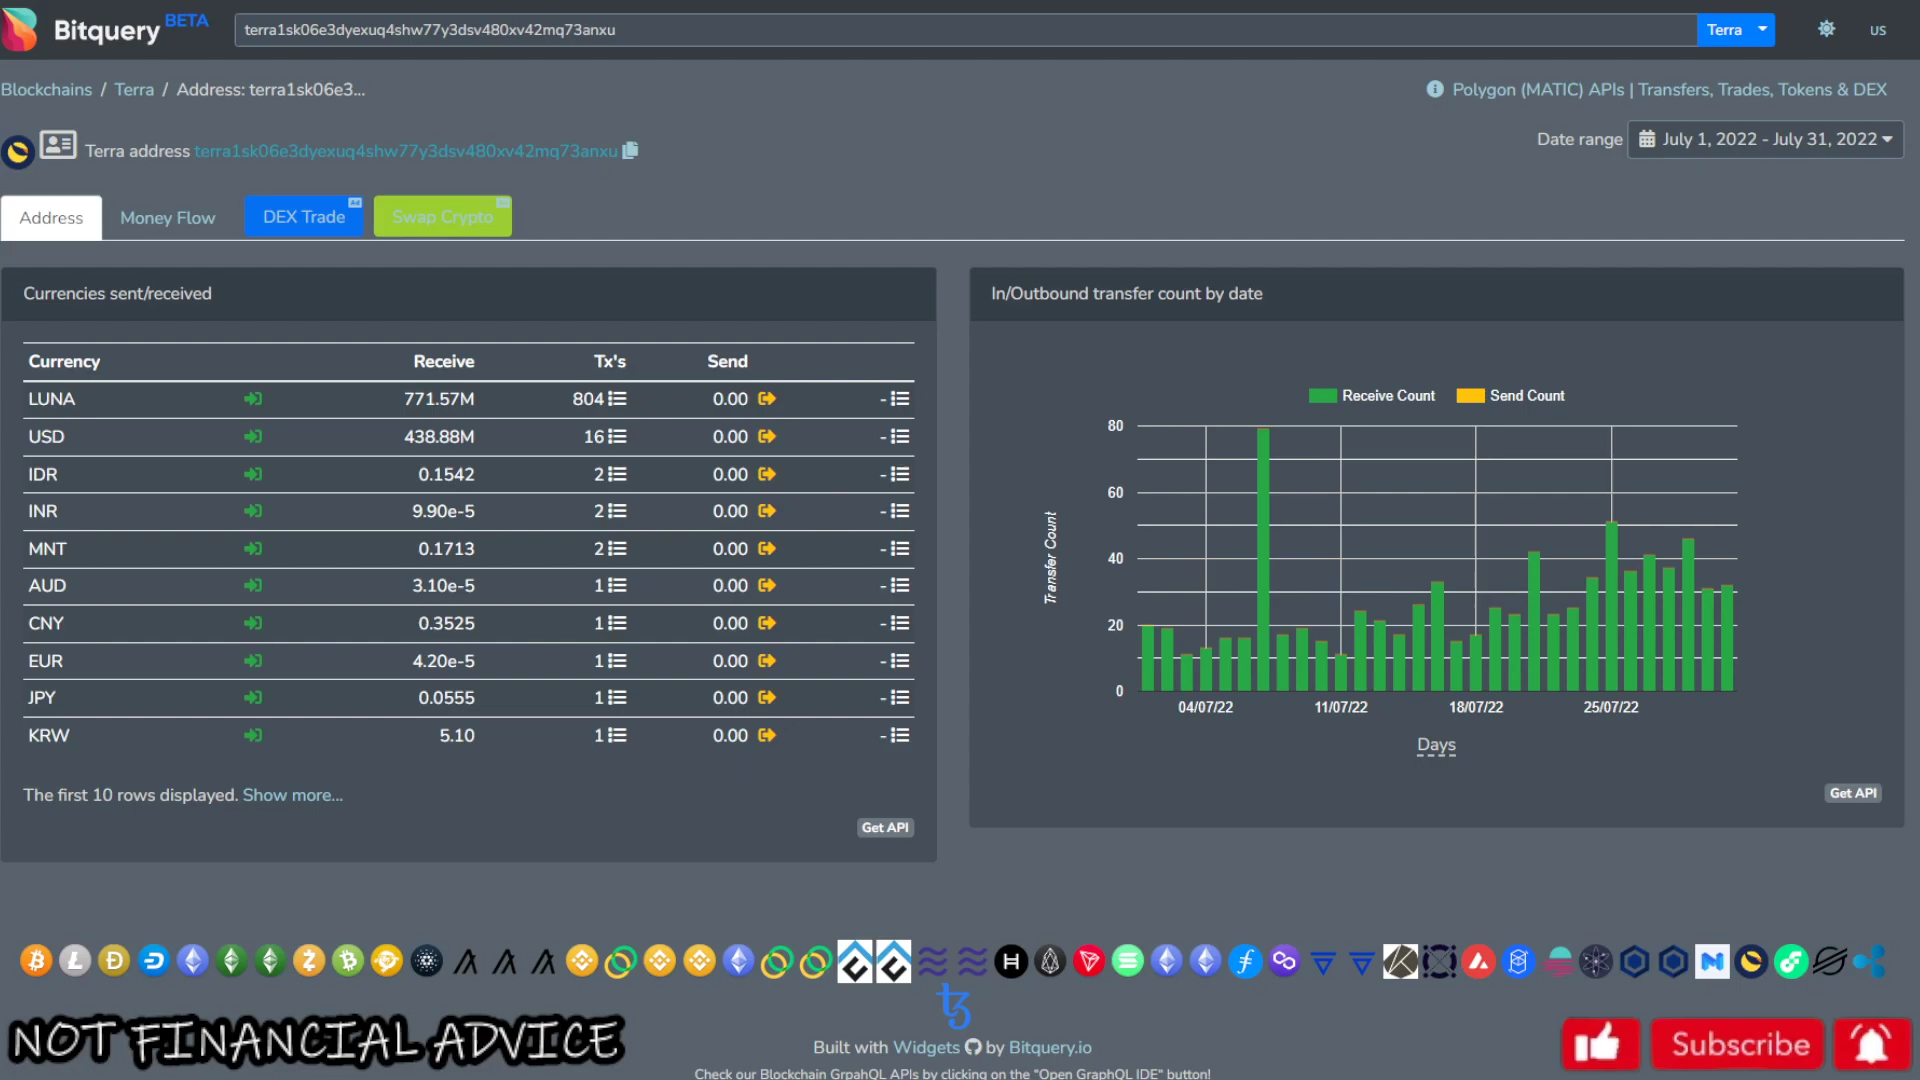 Bitquery BETA
terra1sk06e3dyexuq4shw77y3dsv480xv42mq73anxu
Terra
US
Blockchains / Terra / Address: terra1sk06e3...
Polygon (MATIC) APIs | Transfers, Trades, Tokens & DEX
Terra address terra1sk06e3dyexuq4shw77y3dsv480xv42mq73anxu
Date range July 1, 2022 - July 31, 2022
Address Money Flow DEX Trade Ad Swap Crypto
Currencies sent/received
Currency Receive Tx's Send
LUNA 771.57M 804 0.00 -
USD 438.88M 16 0.00 -
IDR 0.1542 2 0.00 -
INR 9.90e-5 2 0.00 -
MNT 0.1713 2 0.00 -
AUD 3.10e-5 1 0.00 -
CNY 0.3525 1 0.00 -
EUR 4.20e-5 1 0.00 -
JPY 0.0555 1 0.00 -
KRW 5.10 1 0.00 -
The first 10 rows displayed. Show more...
Get API
In/Outbound transfer count by date
Receive Count Send Count
Transfer Count
80
60
40
20
0
04/07/22 11/07/22 18/07/22 25/07/22
Days
Get API
NOT FINANCIAL ADVICE
Built with Widgets by Bitquery.io
Check our Blockchain GrpahQL APIs by clicking on the "Open GraphQL IDE" button!
Subscribe